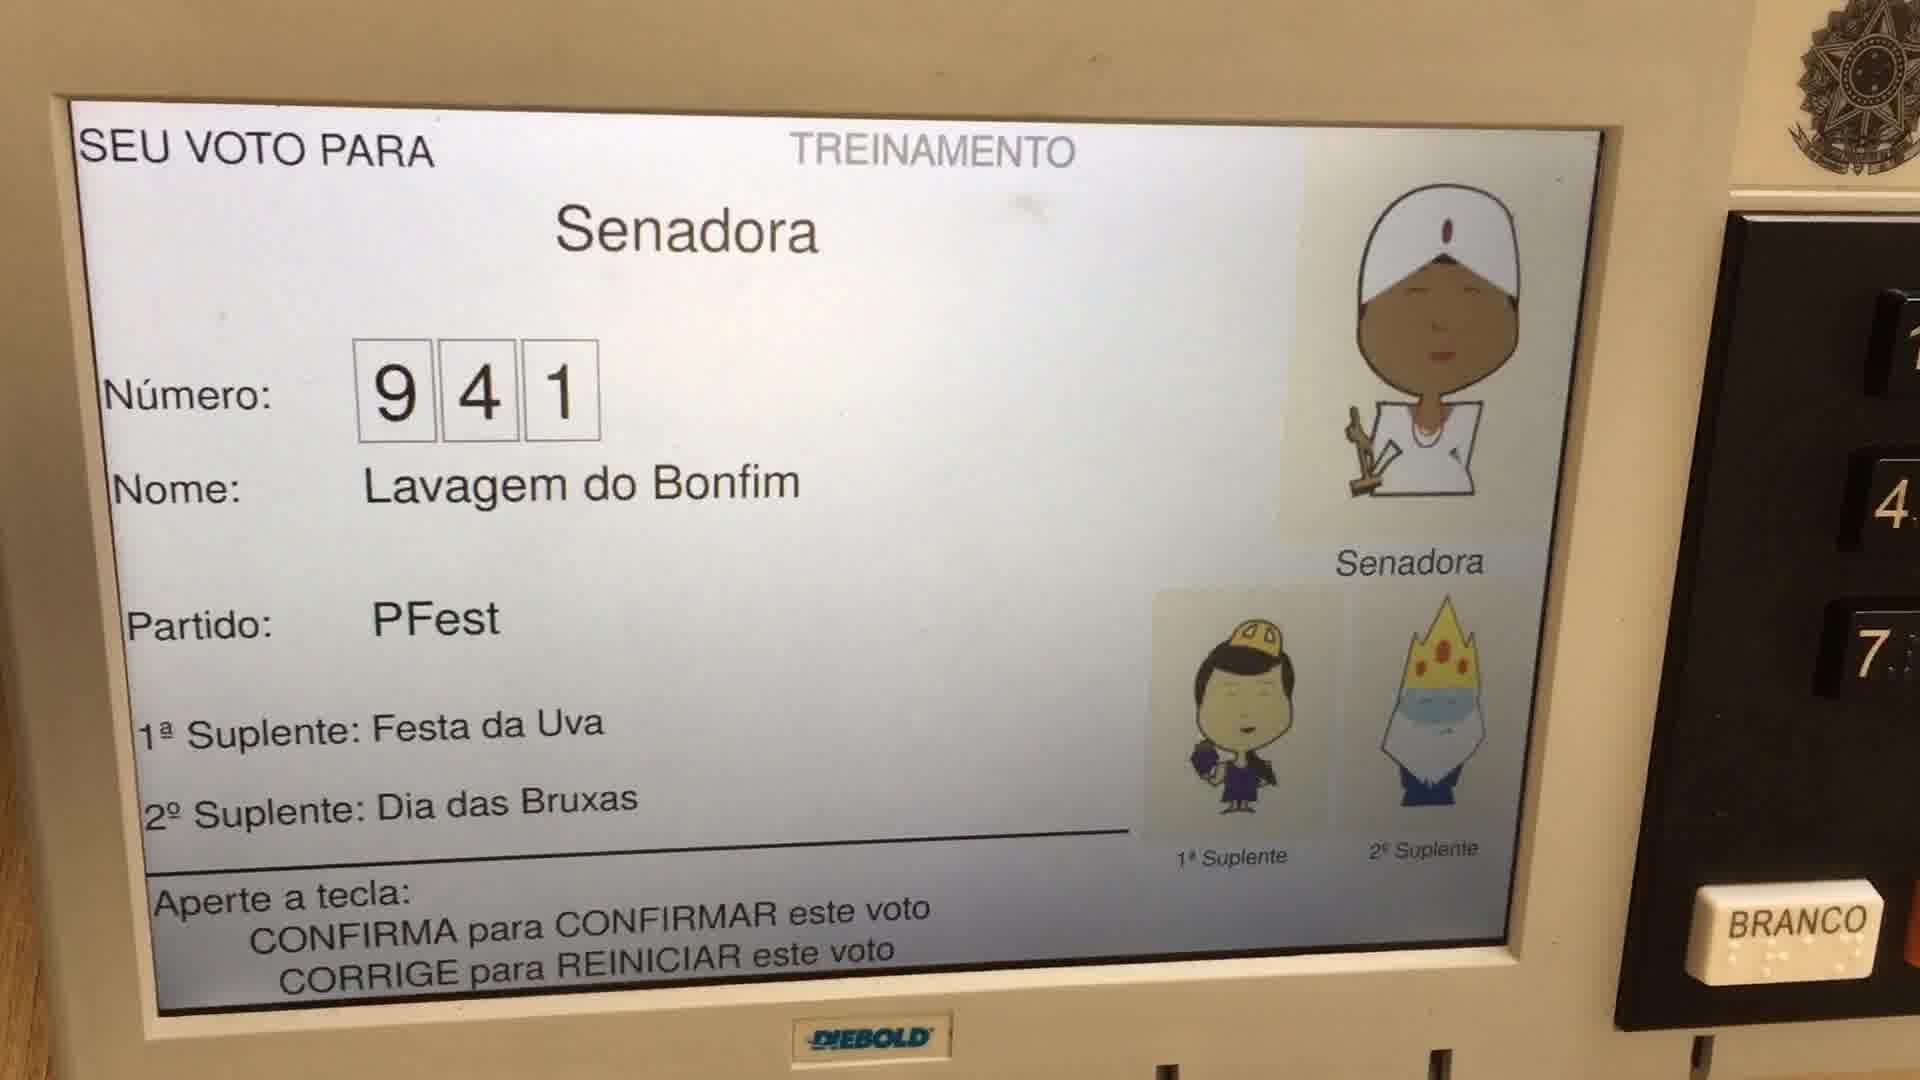 SEU VOTO PARA
TREINAMENTO
Senadora
Número: 9 4 1
Nome: Lavagem do Bonfim
Senadora
Partido: PFest
1ª Suplente: Festa da Uva
2º Suplente: Dia das Bruxas
1ª Suplente
2º Suplente
Aperte a tecla:
CONFIRMA para CONFIRMAR este voto
CORRIGE para REINICIAR este voto
DIEBOLD
4
7
BRANCO